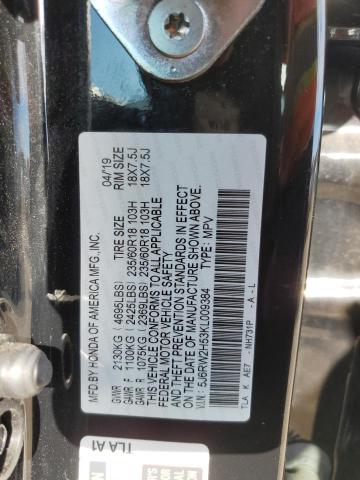 MFD.BY HONDA OF AMERICA MFG.,INC. 04/'19
TIRE SIZE RIM SIZE
GVWR 2130KG (4695LBS)
GAWR F 1100KG (2425LBS) 235/60R18 103H 18X7.5J
GAWR R 1075KG (2369LBS) 235/60R18 103H 18X7.5J
THIS VEHICLE CONFORMS TO ALL APPLICABLE
FEDERAL MOTOR VEHICLE SAFETY
AND THEFT PREVENTION STANDARDS IN EFFECT
ON THE DATE OF MANUFACTURE SHOWN ABOVE.
V.I.N.: 5J6RW2H53KL009384 TYPE: MPV
TLA K AE7 - NH731P - A - L
TLA A1